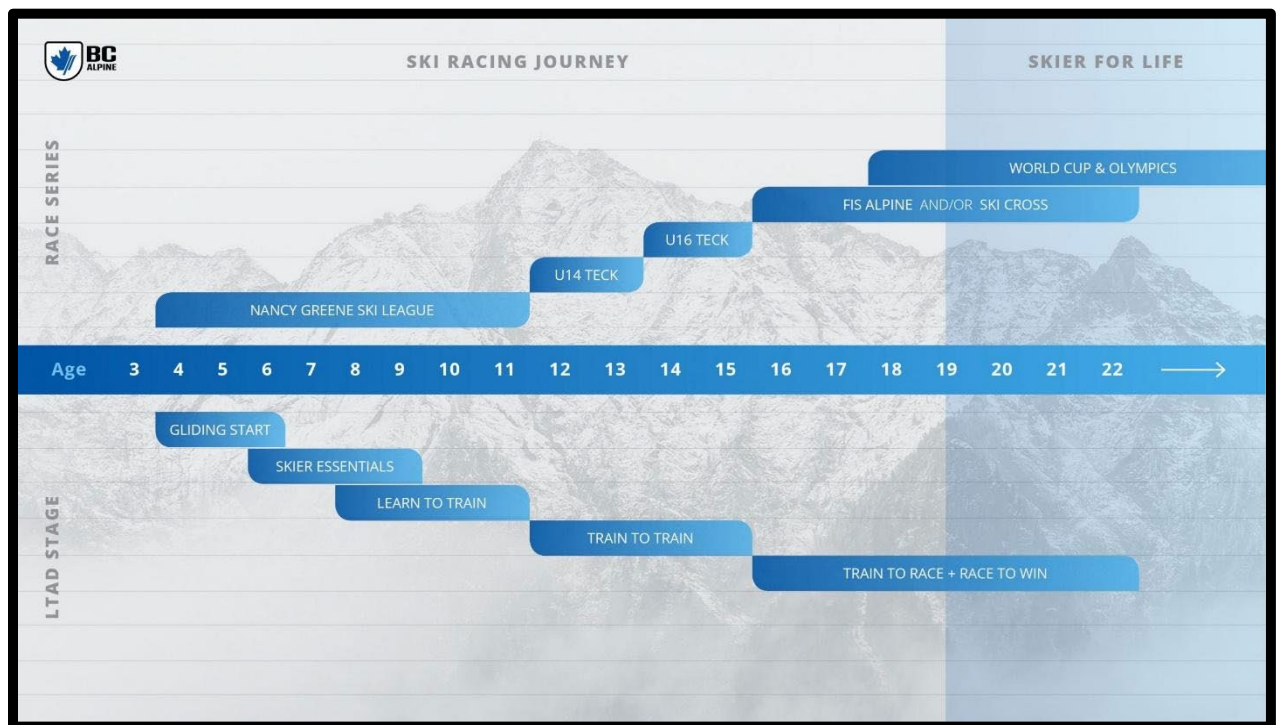 BC
ALPINE
SKI RACING JOURNEY
SKIER FOR LIFE
RACE SERIES
WORLD CUP & OLYMPICS
FIS ALPINE AND/OR SKI CROSS
U16 TECK
U14 TECK
NANCY GREENE SKI LEAGUE
Age 3 4 5 6 7 8 9 10 11 12 13 14 15 16 17 18 19 20 21 22
GLIDING START
SKIER ESSENTIALS
LEARN TO TRAIN
LTAD STAGE
TRAIN TO TRAIN
TRAIN TO RACE + RACE TO WIN